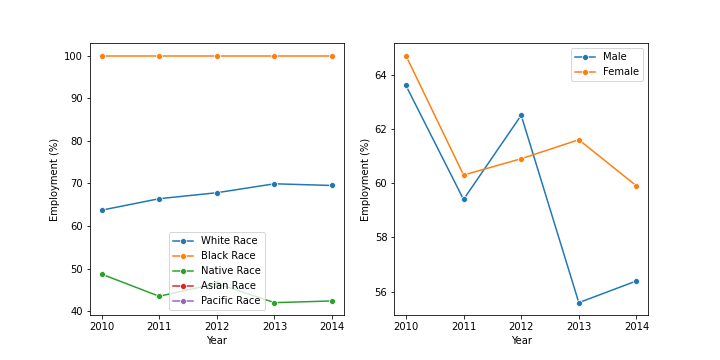 100
90
80
70
60
50
40
Employment (%)
White Race
Black Race
Native Race
Asian Race
Pacific Race
2010 2011 2012 2013 2014
Year
64
62
60
58
56
Employment (%)
Male
Female
2010 2011 2012 2013 2014
Year